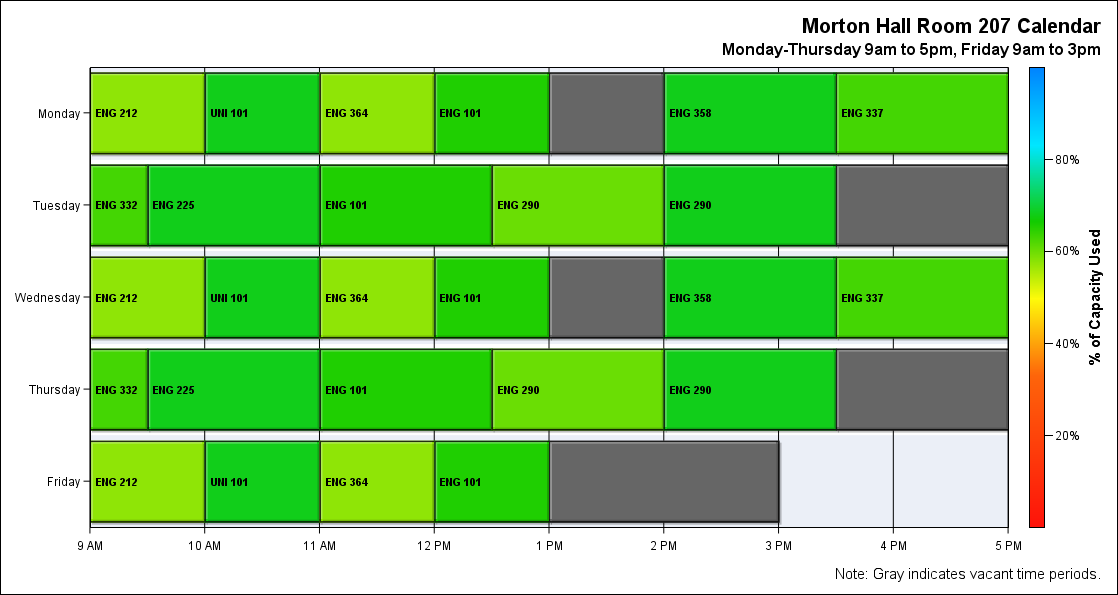 Morton Hall Room 207 Calendar
Monday-Thursday 9am to 5pm, Friday 9am to 3pm
Monday ENG 212 UNI 101 ENG 364 ENG 101 ENG 358 ENG 337
Tuesday ENG 332 ENG 225 ENG 101 ENG 290 ENG 290
Wednesday ENG 212 UNI 101 ENG 364 ENG 101 ENG 358 ENG 337
Thursday ENG 332 ENG 225 ENG 101 ENG 290 ENG 290
Friday ENG 212 UNI 101 ENG 364 ENG 101
9 AM 10 AM 11 AM 12 PM 1 PM 2 PM 3 PM 4 PM 5 PM
80%
60%
40%
20%
% of Capacity Used
Note: Gray indicates vacant time periods.